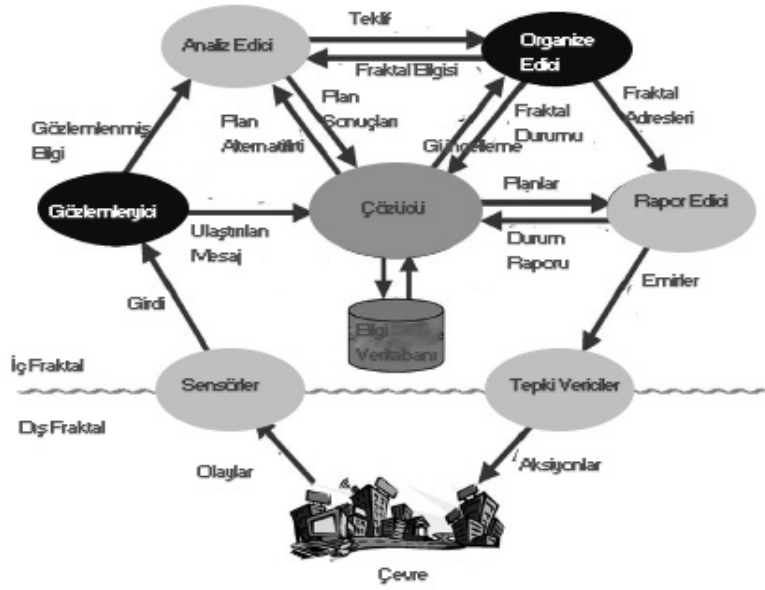 Teklif
Analiz Edici
Organize
Edici
Fraktal Bilgisi
Plan
Sonuçları
Fraktal
Durumu
Fraktal
Adresleri
Gözlemlenmiş
Bilgi
Plan
Alternatifiti
Güncelleme
Gözlemleryici
Ulaştırılan
Mesaj
Çözücü
Planlar
Durum
Raporu
Rapor Edici
Girdi
Emirler
Bilgi
Veritabanı
İç Fraktal
Sensörler
Tepki Vericiler
Dış Fraktal
Olaylar
Aksiyonlar
Çevre